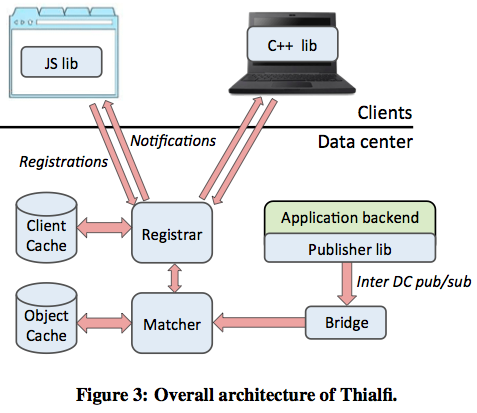 JS lib
C++ lib
Clients
Data center
Notifications
Registrations
Client
Cache
Registrar
Application backend
Publisher lib
Inter DC pub/sub
Object
Cache
Matcher
Bridge
Figure 3: Overall architecture of Thialfi.